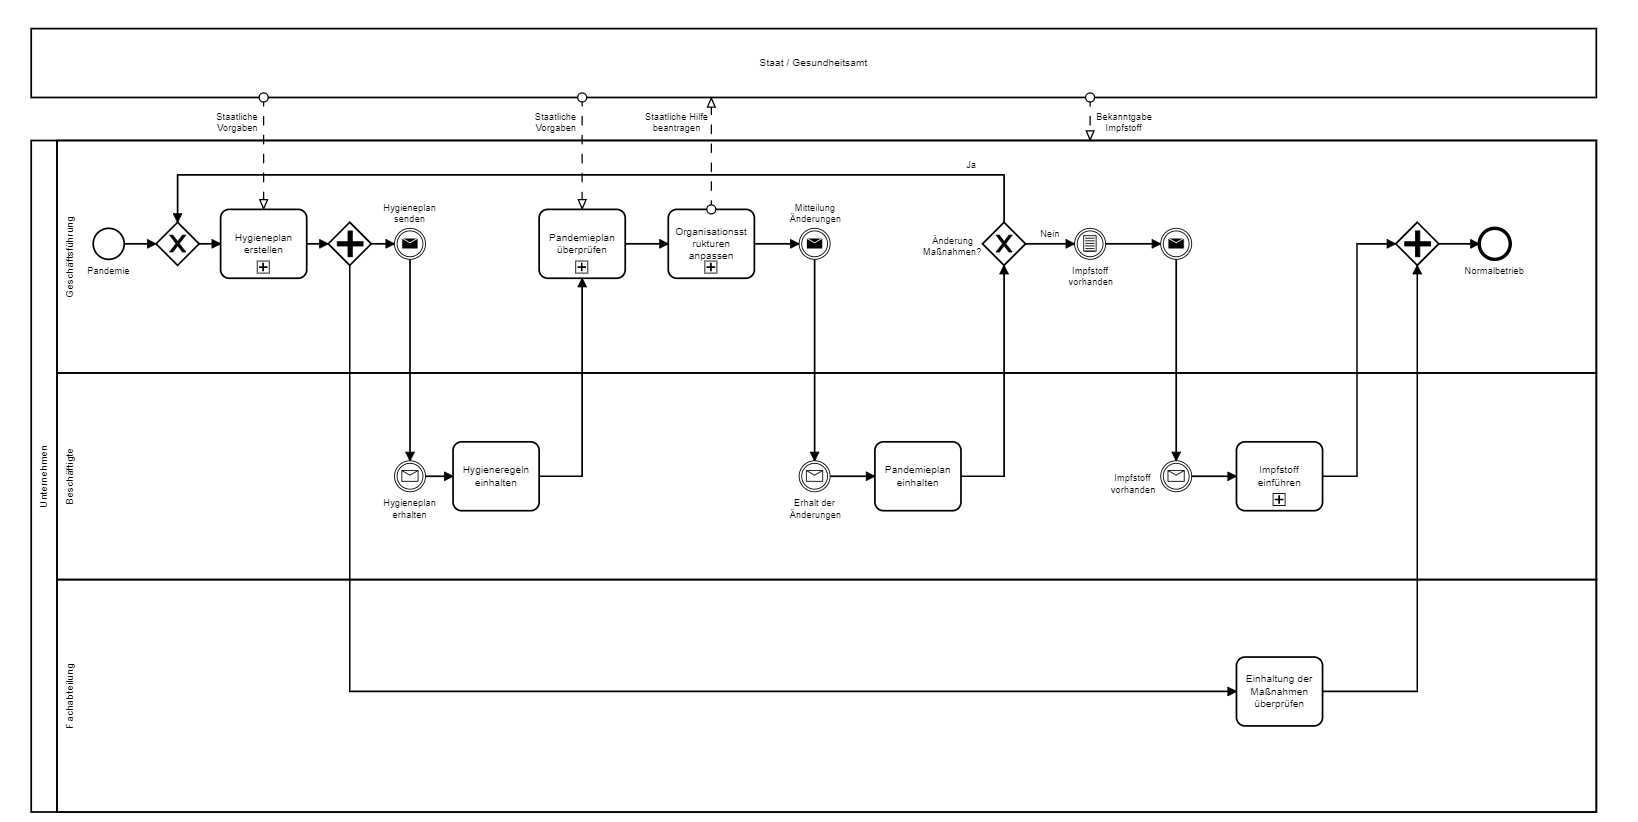 Staat / Gesundheitsamt
Staatliche
Vorgaben
Staatliche
Vorgaben
Staatliche Hilfe
beantragen
Bekanntgabe
Impfstoff
Unternehmen
Geschäftsführung
Ja
Pandemie
Hygieneplan
erstellen
Hygieneplan
senden
Pandemieplan
überprüfen
Organisationsst
rukturen
anpassen
Mitteilung
Änderungen
Änderung
Maßnahmen?
Nein
Impfstoff
vorhanden
Normalbetrieb
Beschäftigte
Hygieneplan
erhalten
Hygieneregeln
einhalten
Erhalt der
Änderungen
Pandemieplan
einhalten
Impfstoff
vorhanden
Impfstoff
einführen
Fachabteilung
Einhaltung der
Maßnahmen
überprüfen